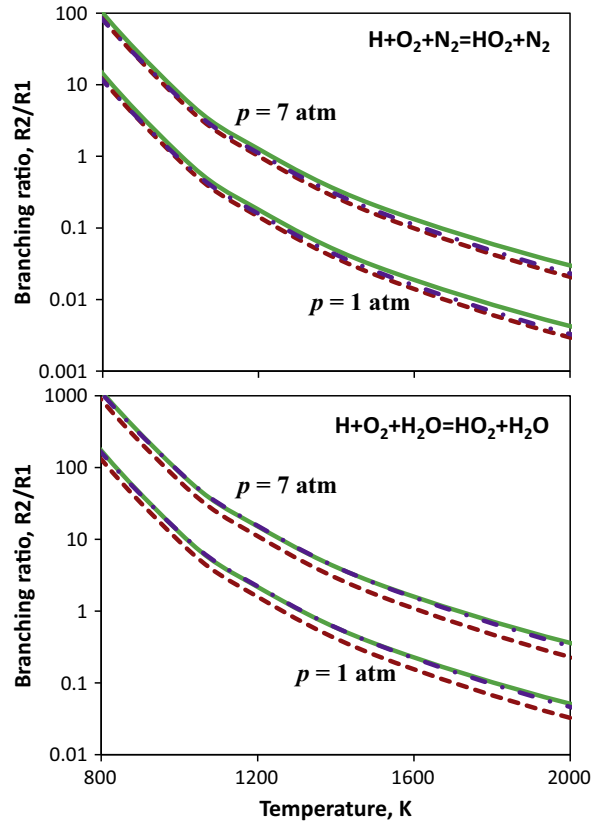 100
H+O₂+N₂=HO₂+N₂
10
p = 7 atm
1
Branching ratio, R2/R1
0.1
0.01
p = 1 atm
0.001
1000
H+O₂+H₂O=HO₂+H₂O
100
p = 7 atm
10
Branching ratio, R2/R1
1
0.1
p = 1 atm
0.01
800 1200 1600 2000
Temperature, K